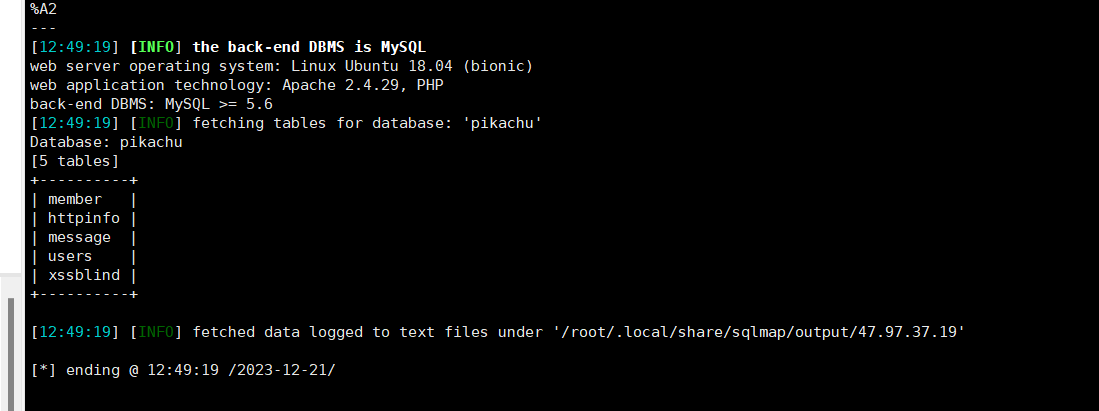 %A2
---
[12:49:19] [INFO] the back-end DBMS is MySQL
web server operating system: Linux Ubuntu 18.04 (bionic)
web application technology: Apache 2.4.29, PHP
back-end DBMS: MySQL >= 5.6
[12:49:19] [INFO] fetching tables for database: 'pikachu'
Database: pikachu
[5 tables]
+----------+
| member   |
| httpinfo |
| message  |
| users    |
| xssblind |
+----------+
[12:49:19] [INFO] fetched data logged to text files under '/root/.local/share/sqlmap/output/47.97.37.19'
[*] ending @ 12:49:19 /2023-12-21/